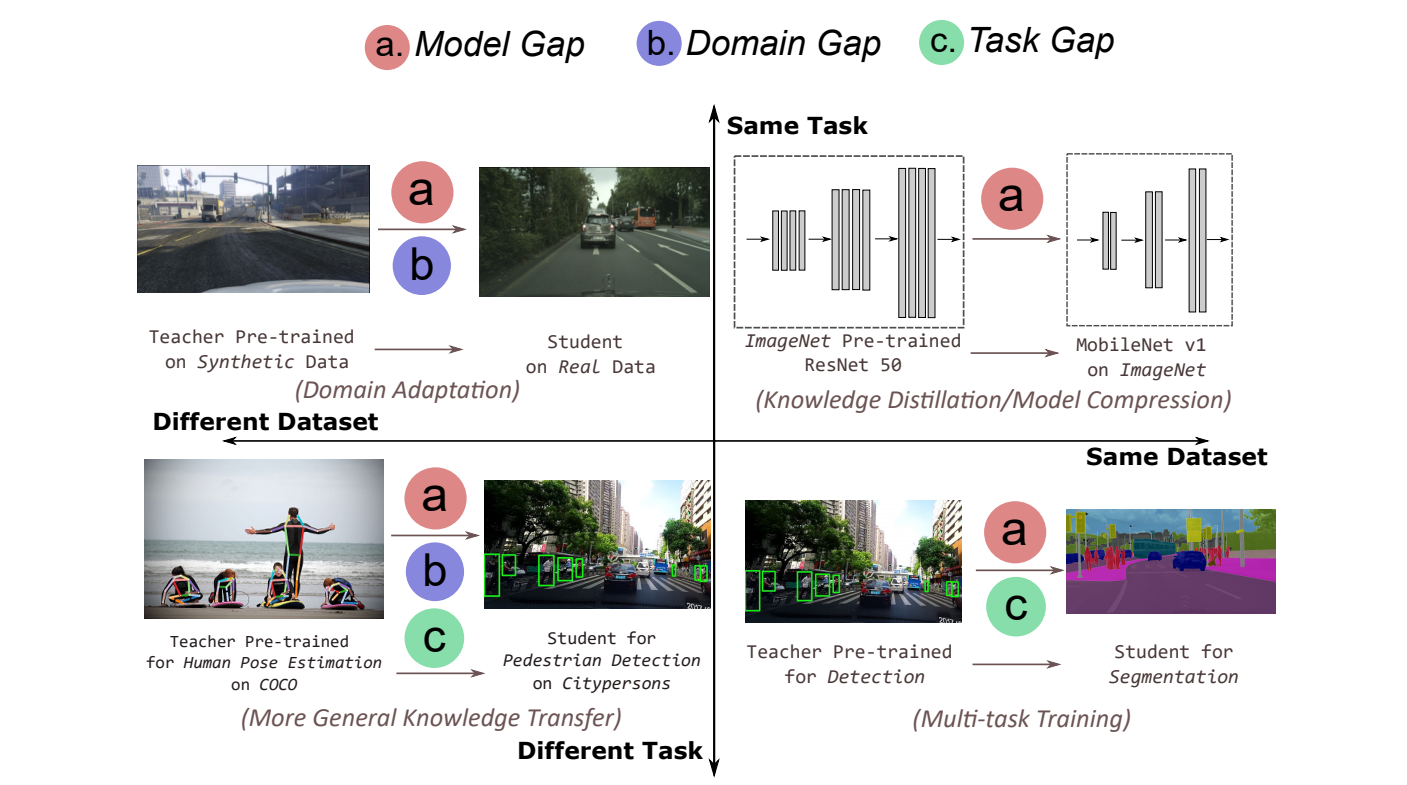 a. Model Gap
b. Domain Gap
c. Task Gap
Same Task
a
b
Teacher Pre-trained
on Synthetic Data
Student
on Real Data
(Domain Adaptation)
a
ImageNet Pre-trained
ResNet 50
MobileNet v1
on ImageNet
(Knowledge Distillation/Model Compression)
Different Dataset
Same Dataset
a
b
c
Teacher Pre-trained
for Human Pose Estimation
on COCO
Student for
Pedestrian Detection
on Citypersons
(More General Knowledge Transfer)
a
c
Teacher Pre-trained
for Detection
Student for
Segmentation
(Multi-task Training)
Different Task